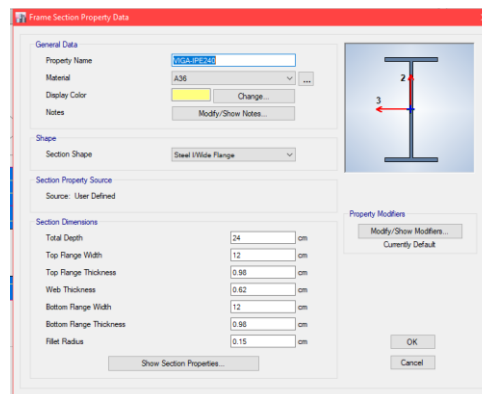 Frame Section Property Data
General Data
Property Name VIGA-IPE240
Material A36 ...
Display Color Change...
Notes Modify/Show Notes...
Shape
Section Shape Steel I/Wide Flange
Section Property Source
Source: User Defined
Section Dimensions
Total Depth 24 cm
Top Flange Width 12 cm
Top Flange Thickness 0.98 cm
Web Thickness 0.62 cm
Bottom Flange Width 12 cm
Bottom Flange Thickness 0.98 cm
Fillet Radius 0.15 cm
Show Section Properties...
2
3
Property Modifiers
Modify/Show Modifiers...
Currently Default
OK
Cancel